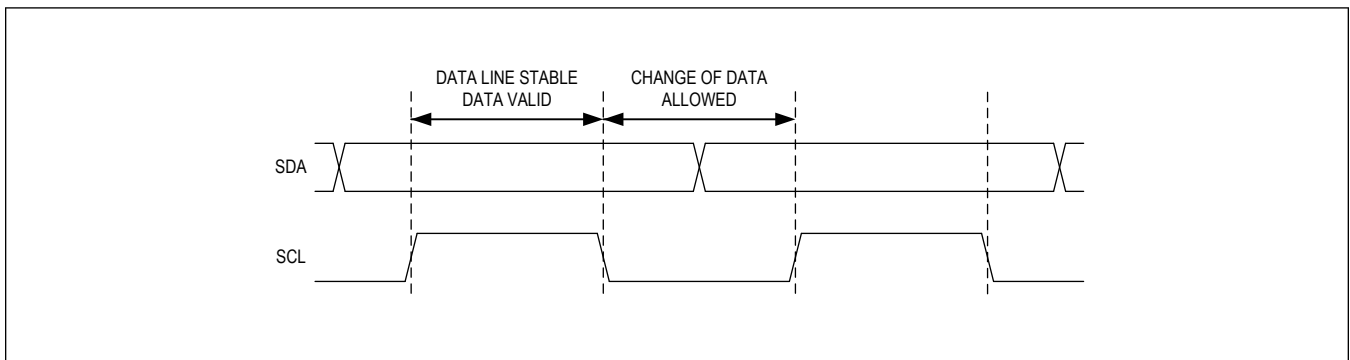 DATA LINE STABLE
DATA VALID
CHANGE OF DATA
ALLOWED
SDA
SCL